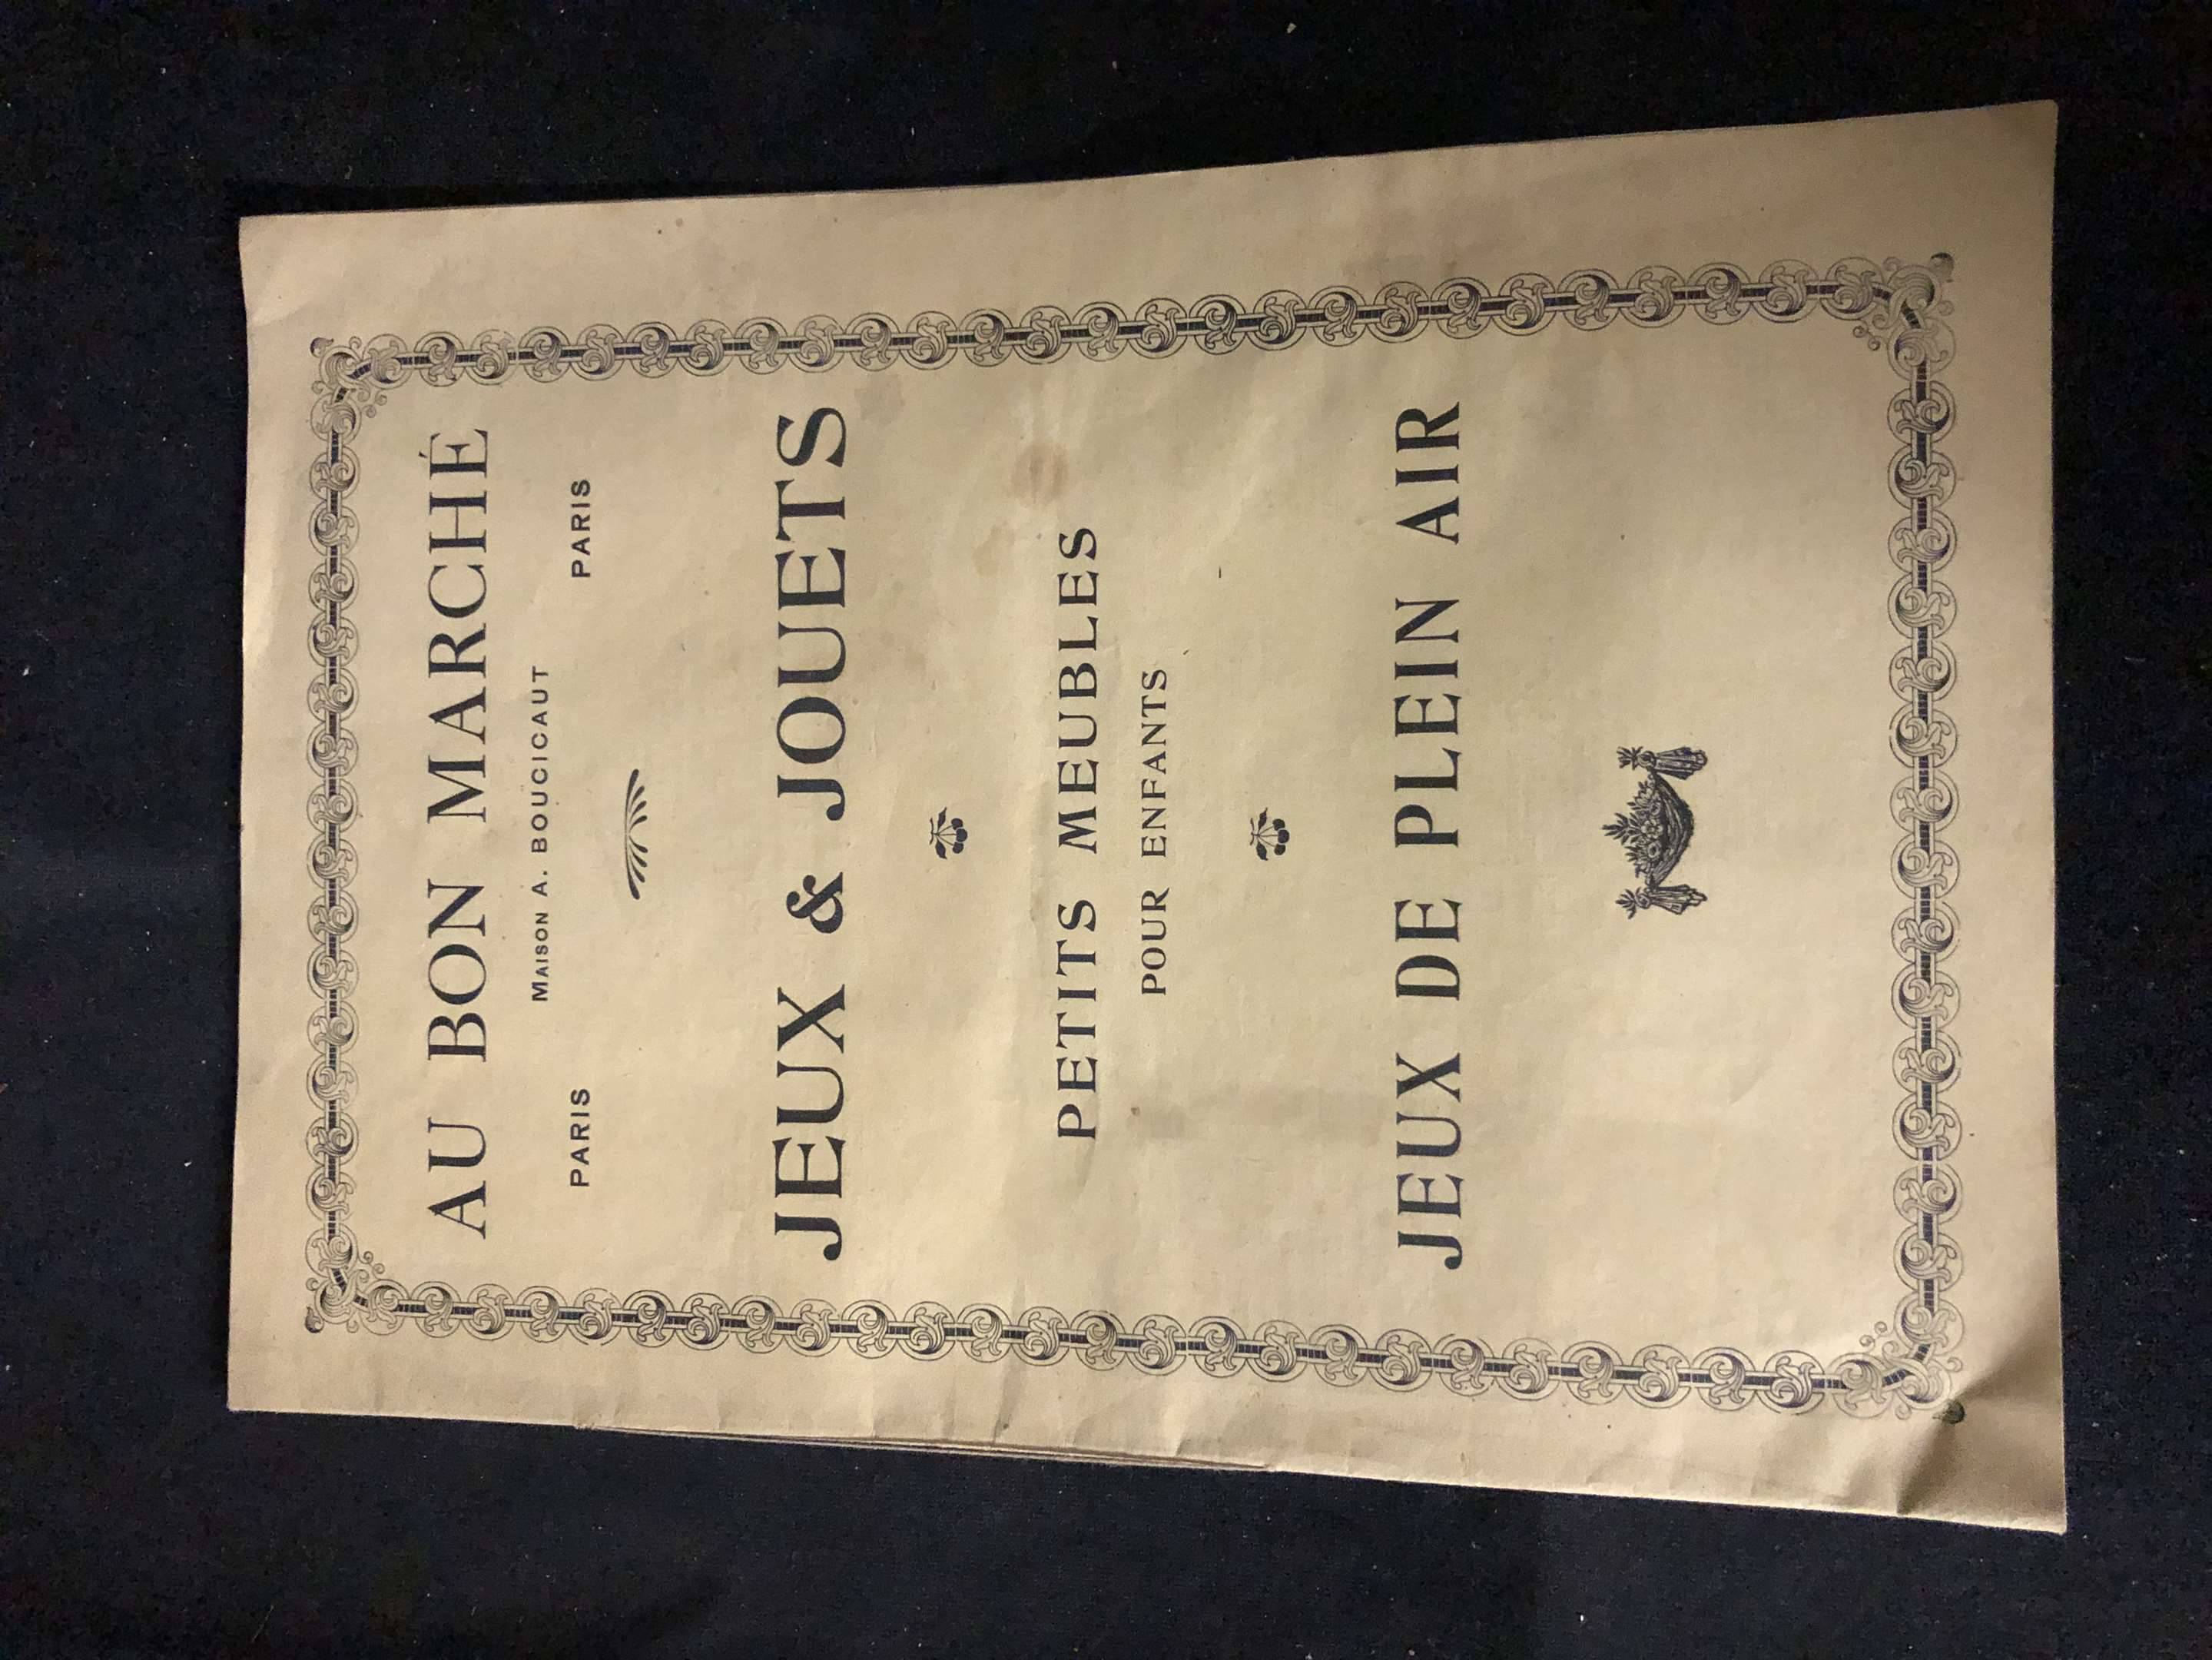 AU BON MARCHÉ
MAISON A. BOUCICAUT
PARIS PARIS
JEUX & JOUETS
PETITS MEUBLES
POUR ENFANTS
JEUX DE PLEIN AIR